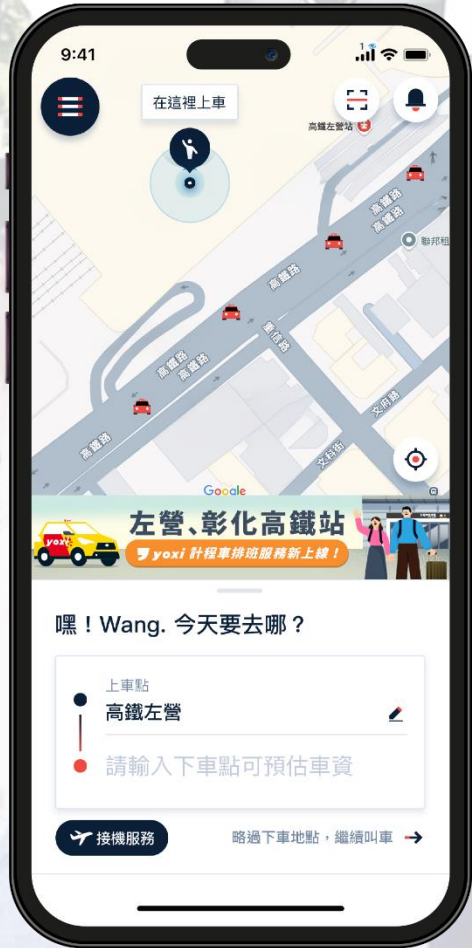 9:41
在這裡上車
高鐵左營站
高鐵路
高鐵路
聯邦租
高鐵路
重信路
高鐵路
高鐵路
文府路
高鐵路
文科街
Google
左營、彰化高鐵站
yoxi
yoxi 計程車排班服務新上線！
嘿！Wang. 今天要去哪？
上車點
高鐵左營
請輸入下車點可預估車資
接機服務
略過下車地點，繼續叫車